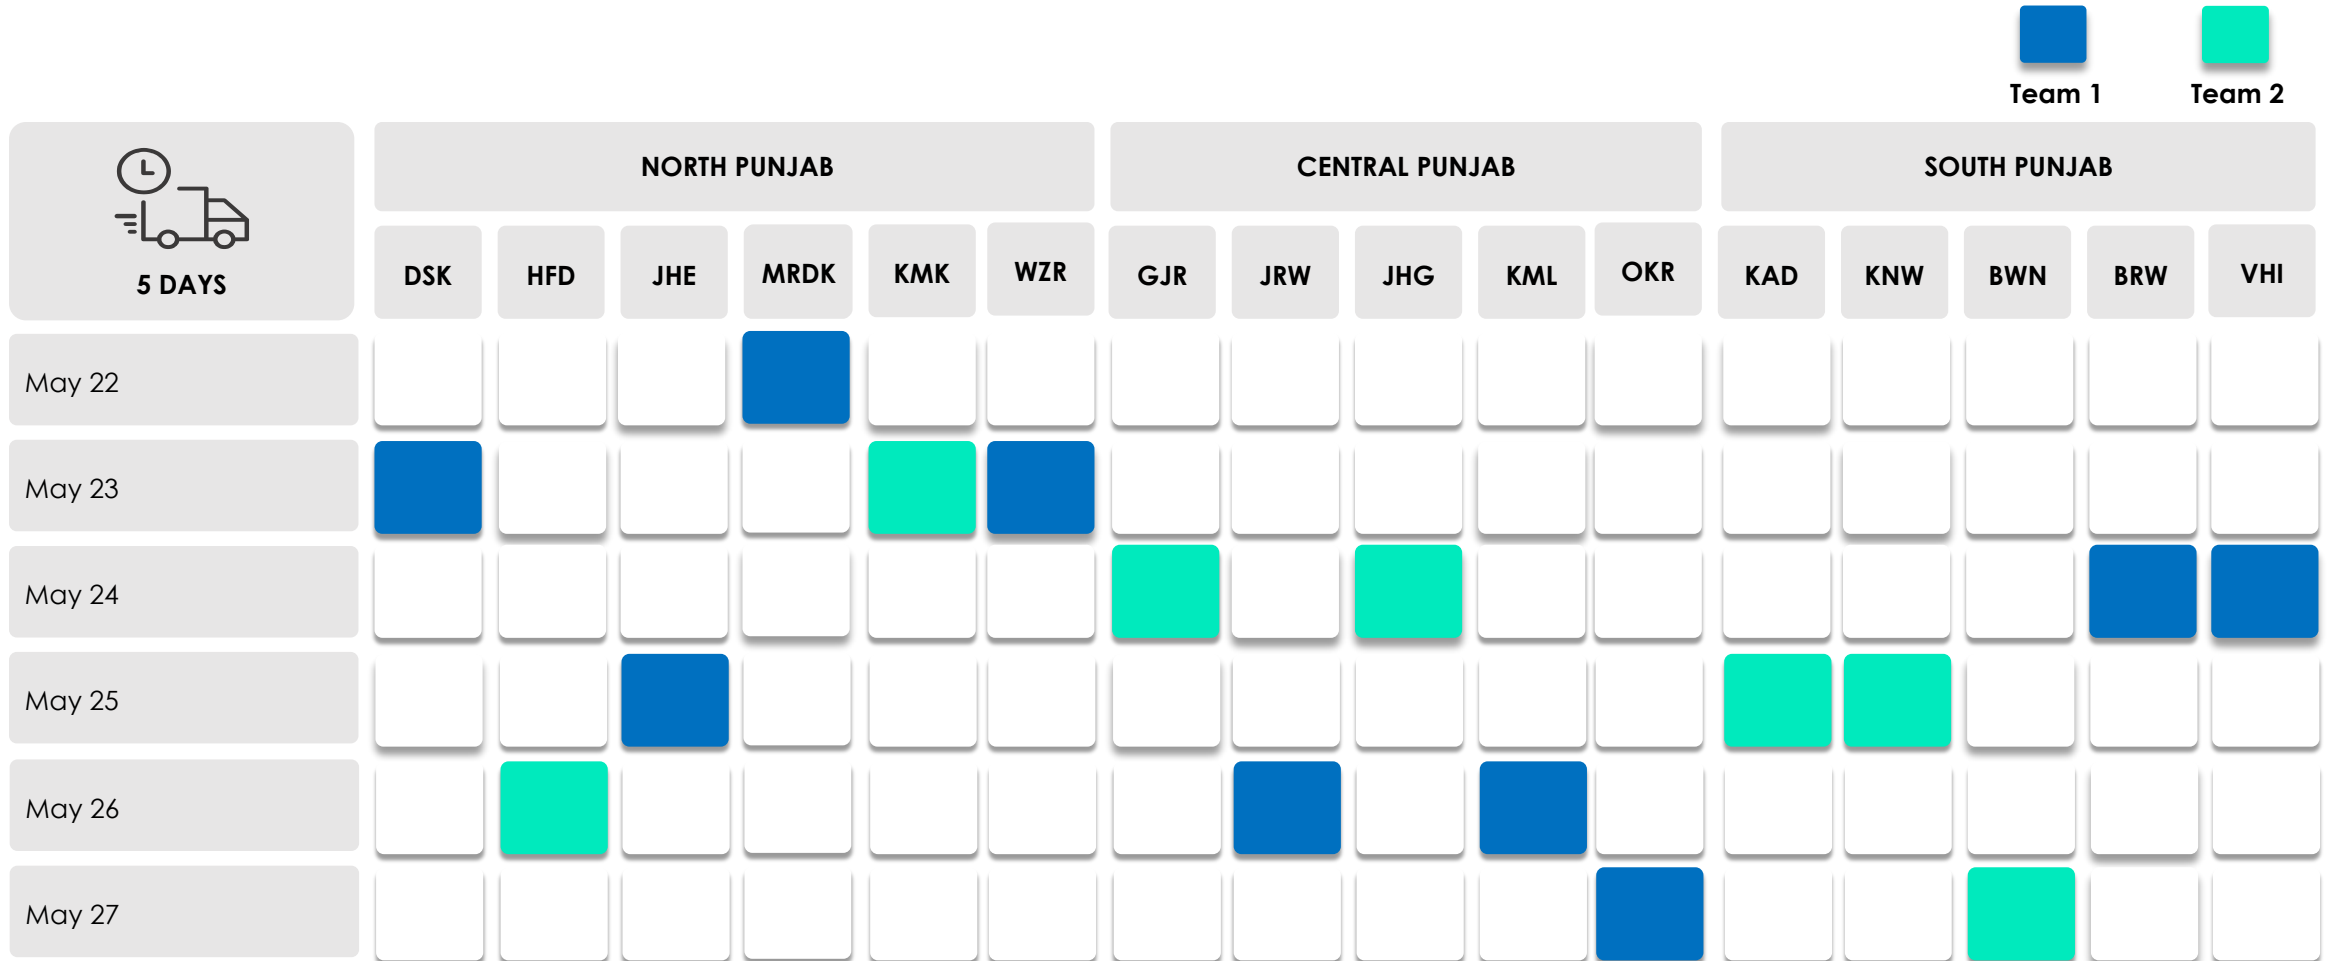 Team 1
Team 2
5 DAYS
NORTH PUNJAB
CENTRAL PUNJAB
SOUTH PUNJAB
DSK
HFD
JHE
MRDK
KMK
WZR
GJR
JRW
JHG
KML
OKR
KAD
KNW
BWN
BRW
VHI
May 22
May 23
May 24
May 25
May 26
May 27